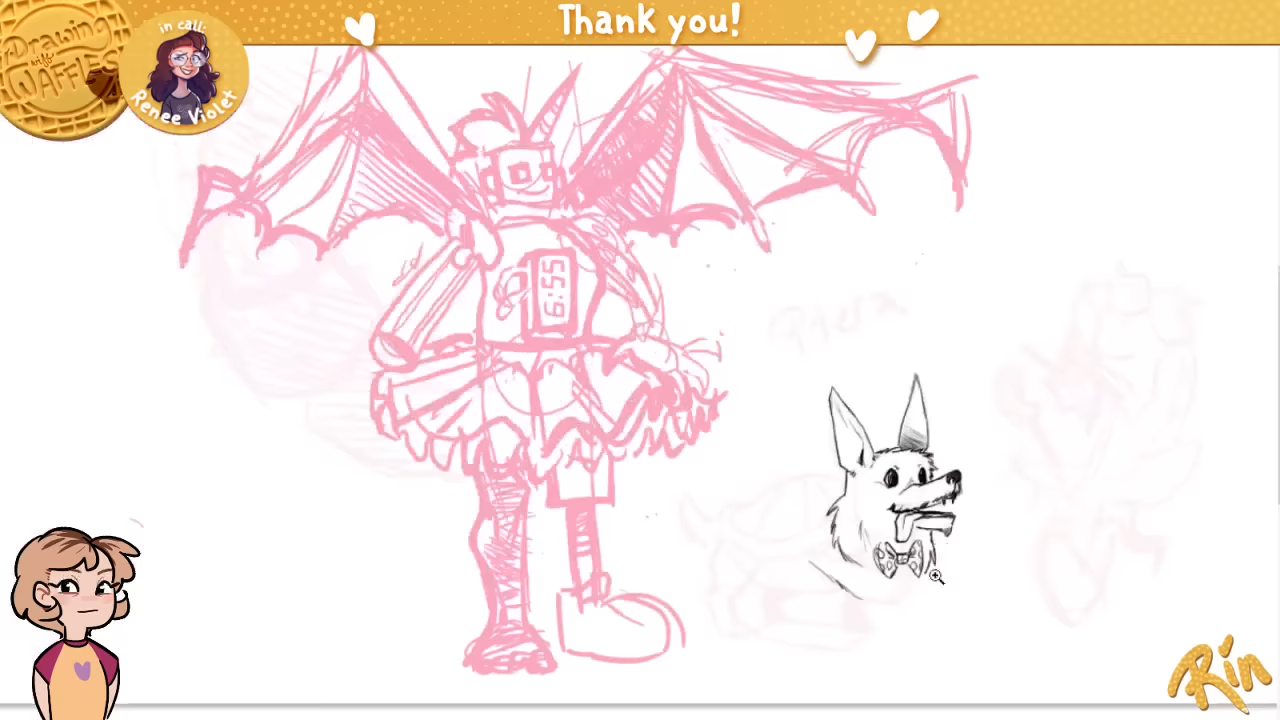 Thank you!
Drawing
with
WAFFLES
in call:
Renee Violet
6:55
Rin